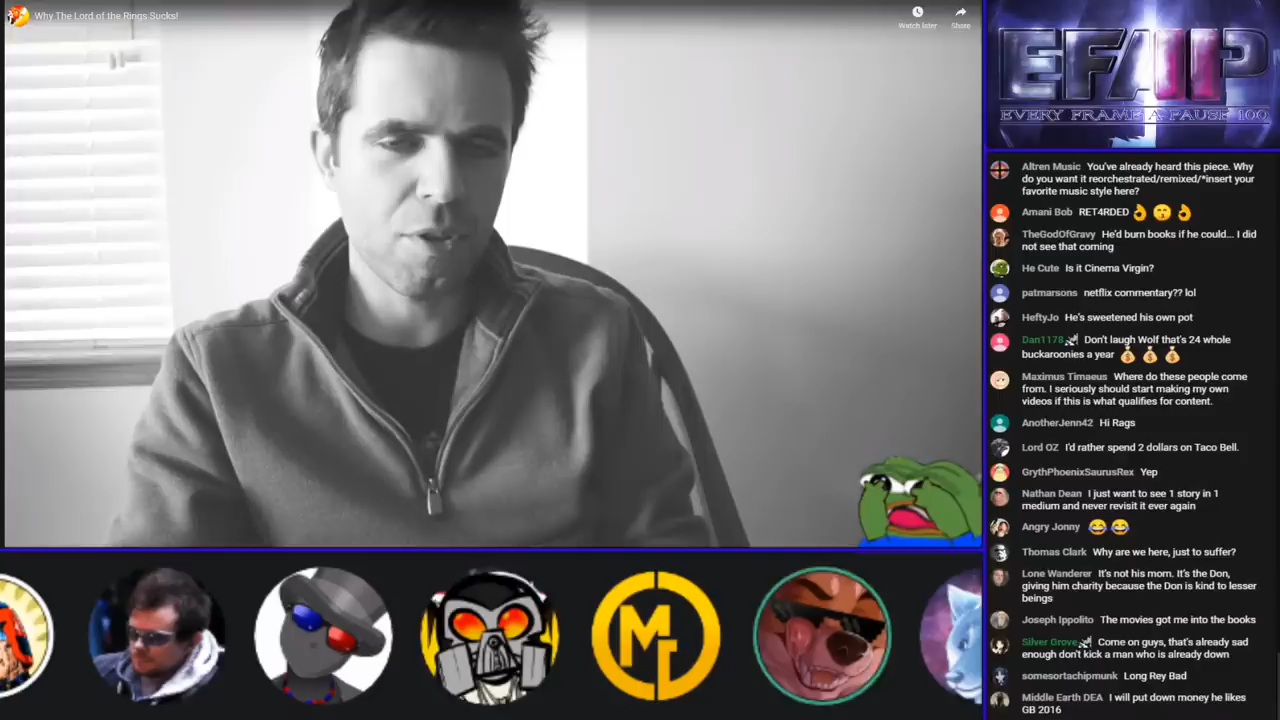 Why The Lord of the Rings Sucks!
Watch later
Share
EFAP
EVERY FRAME A PAUSE 100
Altren Music You've already heard this piece. Why
do you want it reorchestrated/remixed/*insert your
favorite music style here?
Amani Bob RET4RDED 👌 😙 👌
TheGodOfGravy He'd burn books if he could... I did
not see that coming
He Cute Is it Cinema Virgin?
patmarsons netflix commentary?? lol
HeftyJo He's sweetened his own pot
Dan1178 Don't laugh Wolf that's 24 whole
buckaroonies a year 💰 💰 💰
Maximus Timaeus Where do these people come
from. I seriously should start making my own
videos if this is what qualifies for content.
AnotherJenn42 Hi Rags
Lord OZ I'd rather spend 2 dollars on Taco Bell.
GrythPhoenixSaurusRex Yep
Nathan Dean I just want to see 1 story in 1
medium and never revisit it ever again
Angry Jonny 😂 😂
Thomas Clark Why are we here, just to suffer?
Lone Wanderer It's not his mom. It's the Don,
giving him charity because the Don is kind to lesser
beings
Joseph Ippolito The movies got me into the books
Silver Grove Come on guys, that's already sad
enough don't kick a man who is already down
somesortachipmunk Long Rey Bad
Middle Earth DEA I will put down money he likes
GB 2016